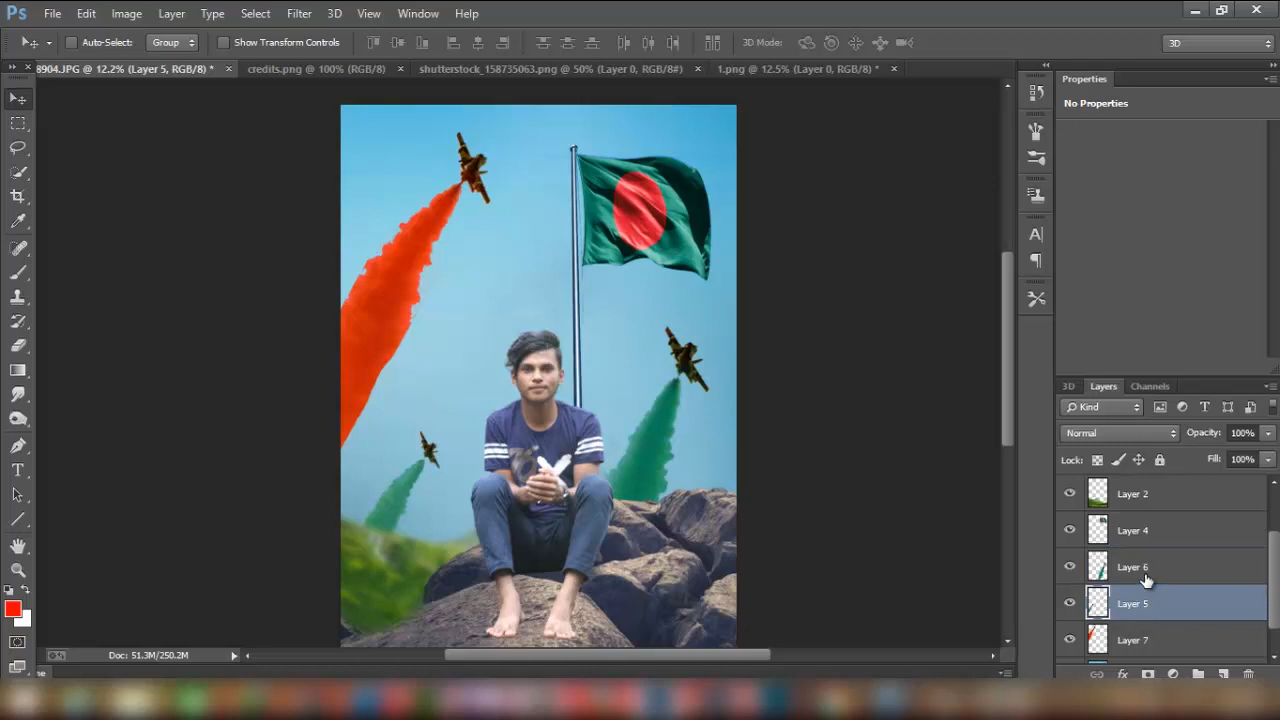 Ps File Edit Image Layer Type Select Filter 3D View Window Help
Auto-Select: Group Show Transform Controls 3D Mode: 3D
8904.JPG @ 12.2% (Layer 5, RGB/8) * × credits.png @ 100% (RGB/8) × shutterstock_158735063.png @ 50% (Layer 0, RGB/8#) × 1.png @ 12.5% (Layer 0, RGB/8) * ×
Properties
No Properties
3D Layers Channels
Kind
Normal Opacity: 100%
Lock: Fill: 100%
Layer 2
Layer 4
Layer 6
Layer 5
Layer 7
Doc: 51.3M/250.2M